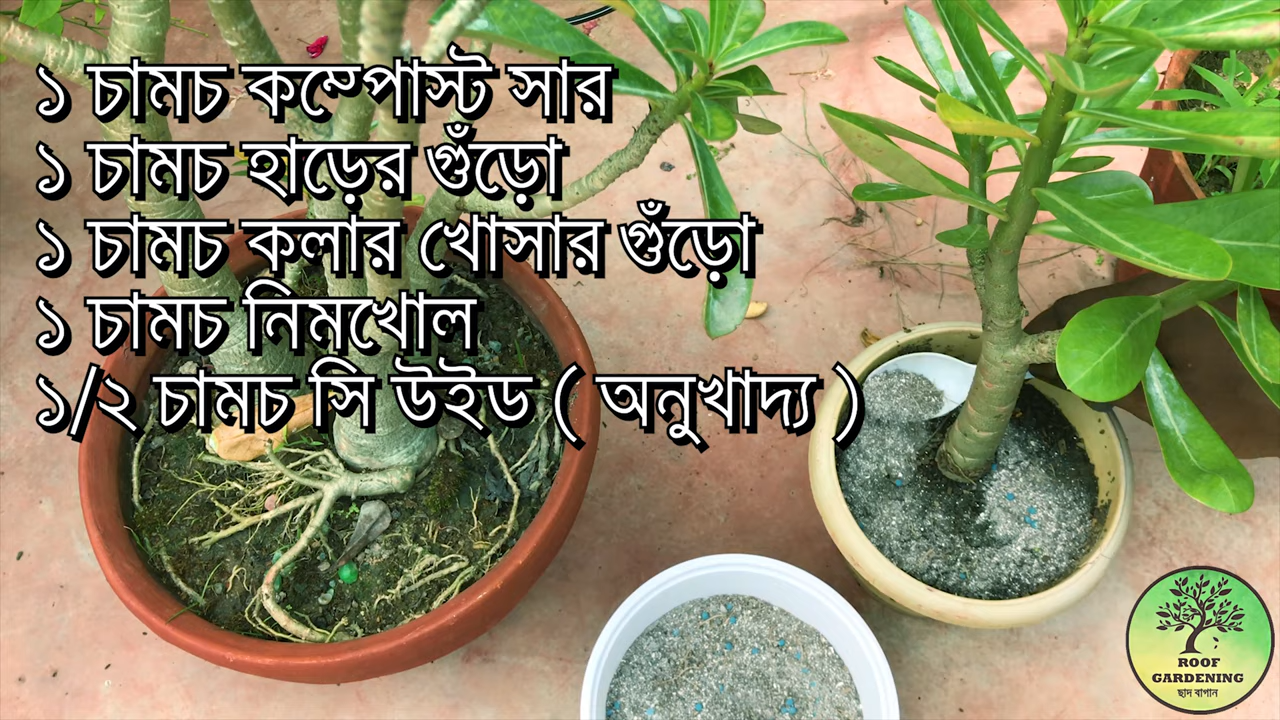 ১ চামচ কম্পোস্ট সার
১ চামচ হাড়ের গুঁড়ো
১ চামচ কলার খোসার গুঁড়ো
১ চামচ নিমখোল
১/২ চামচ সি উইড ( অনুখাদ্য )
ROOF
GARDENING
ছাদ বাগান